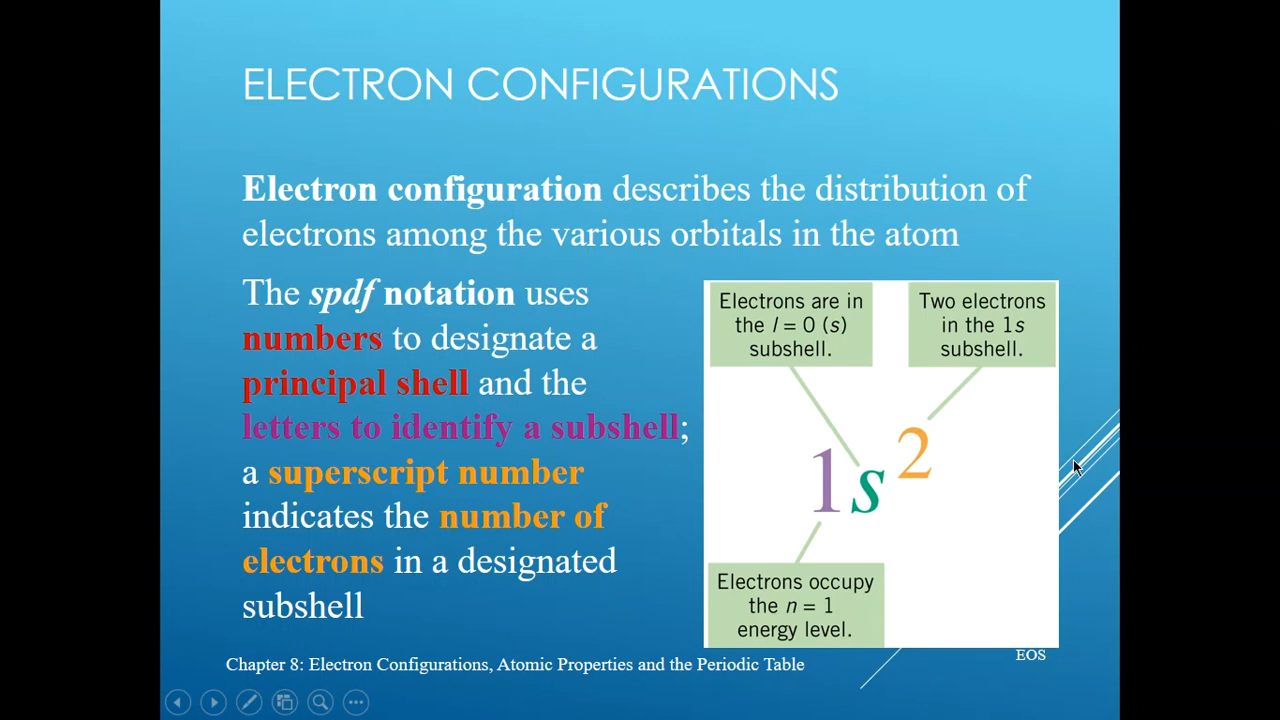 ELECTRON CONFIGURATIONS
Electron configuration describes the distribution of
electrons among the various orbitals in the atom
The spdf notation uses
numbers to designate a
principal shell and the
letters to identify a subshell;
a superscript number
indicates the number of
electrons in a designated
subshell
Electrons are in
the l = 0 (s)
subshell.
Two electrons
in the 1s
subshell.
1s²
Electrons occupy
the n = 1
energy level.
Chapter 8: Electron Configurations, Atomic Properties and the Periodic Table
EOS